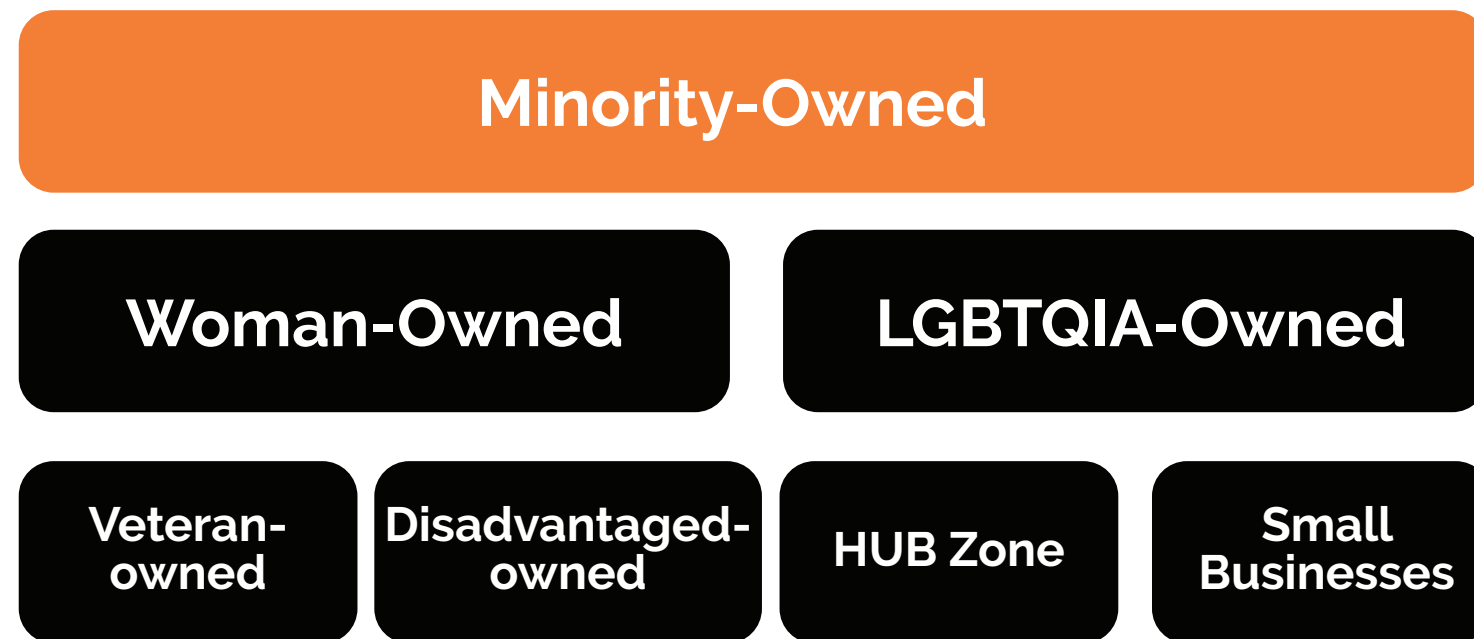 Minority-Owned
Woman-Owned
LGBTQIA-Owned
Veteran-
owned
Disadvantaged-
owned
HUB Zone
Small
Businesses